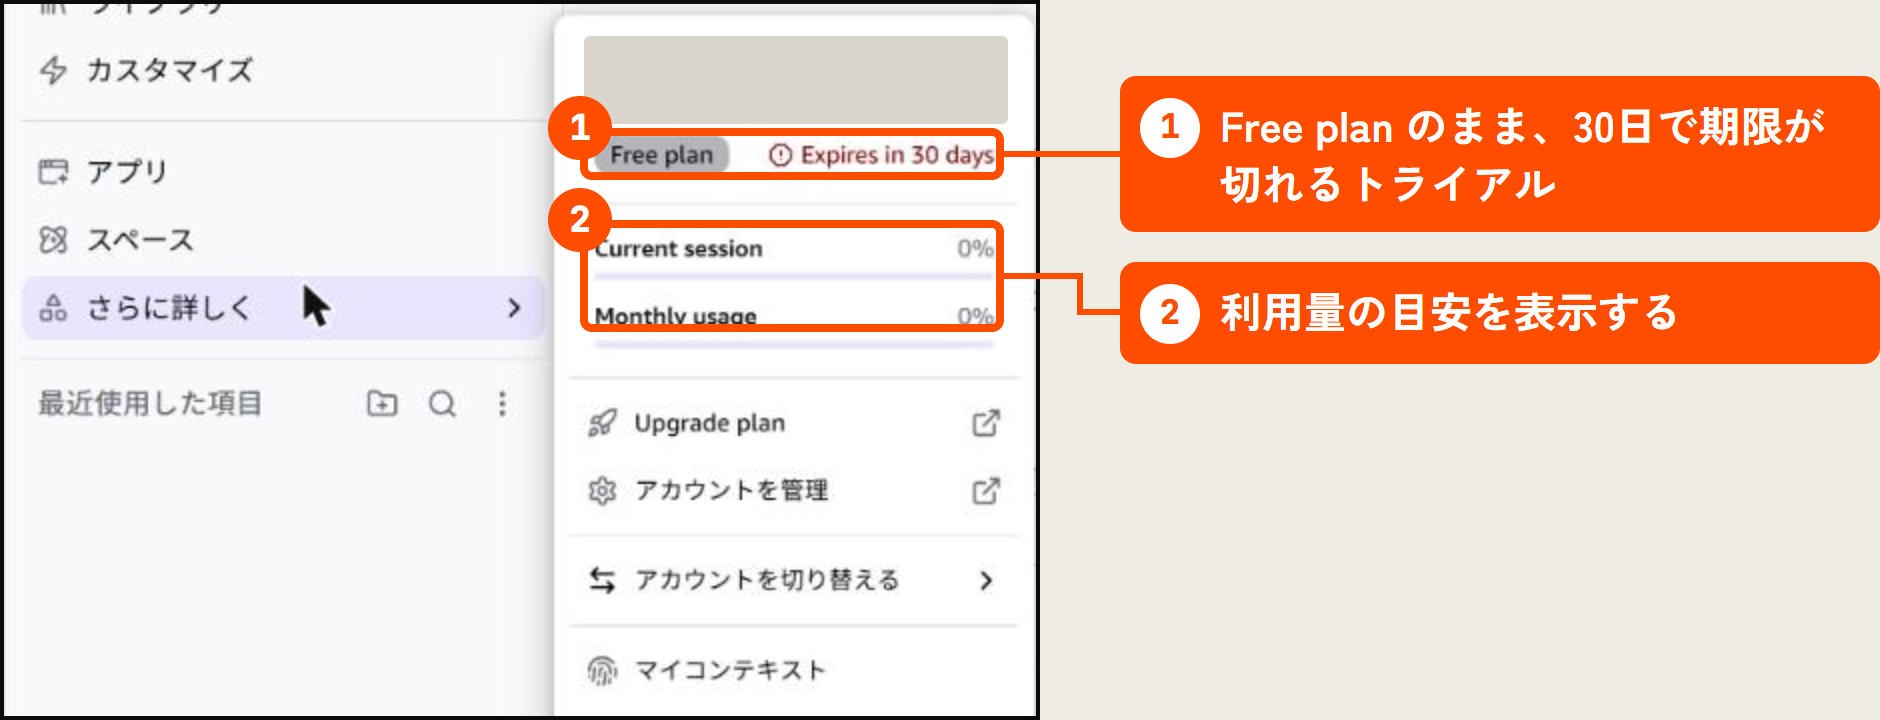 ライブラリ
カスタマイズ
アプリ
スペース
さらに詳しく
最近使用した項目
1
Free plan
Expires in 30 days
2
Current session
0%
Monthly usage
0%
Upgrade plan
アカウントを管理
アカウントを切り替える
マイコンテキスト
1
Free plan のまま、30日で期限が
切れるトライアル
2
利用量の目安を表示する